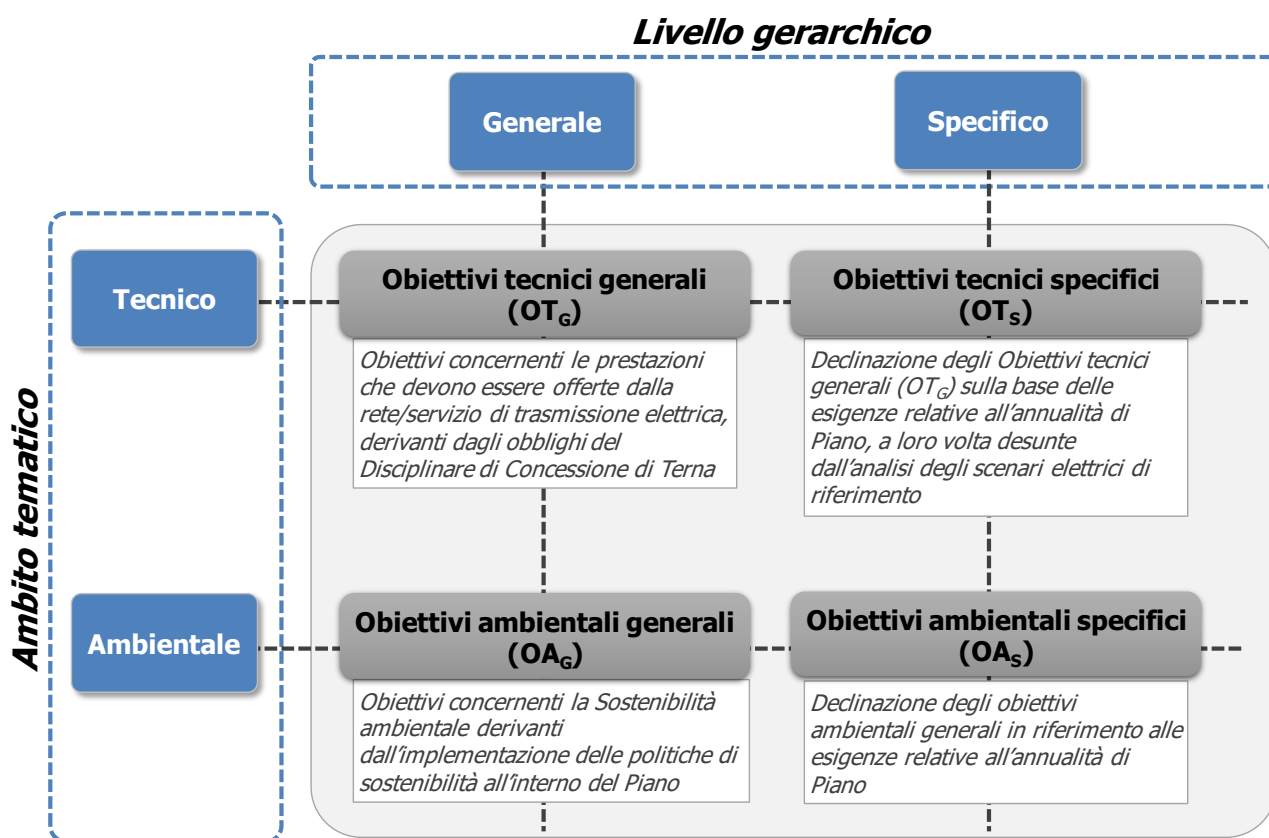 Livello gerarchico
Generale
Specifico
Ambito tematico
Tecnico
Obiettivi tecnici generali
(OTG)
Obiettivi concernenti le prestazioni
che devono essere offerte dalla
rete/servizio di trasmissione elettrica,
derivanti dagli obblighi del
Disciplinare di Concessione di Terna
Obiettivi tecnici specifici
(OTS)
Declinazione degli Obiettivi tecnici
generali (OTG) sulla base delle
esigenze relative all'annualità di
Piano, a loro volta desunte
dall'analisi degli scenari elettrici di
riferimento
Ambientale
Obiettivi ambientali generali
(OAG)
Obiettivi concernenti la Sostenibilità
ambientale derivanti
dall'implementazione delle politiche di
sostenibilità all'interno del Piano
Obiettivi ambientali specifici
(OAS)
Declinazione degli obiettivi
ambientali generali in riferimento alle
esigenze relative all'annualità di
Piano